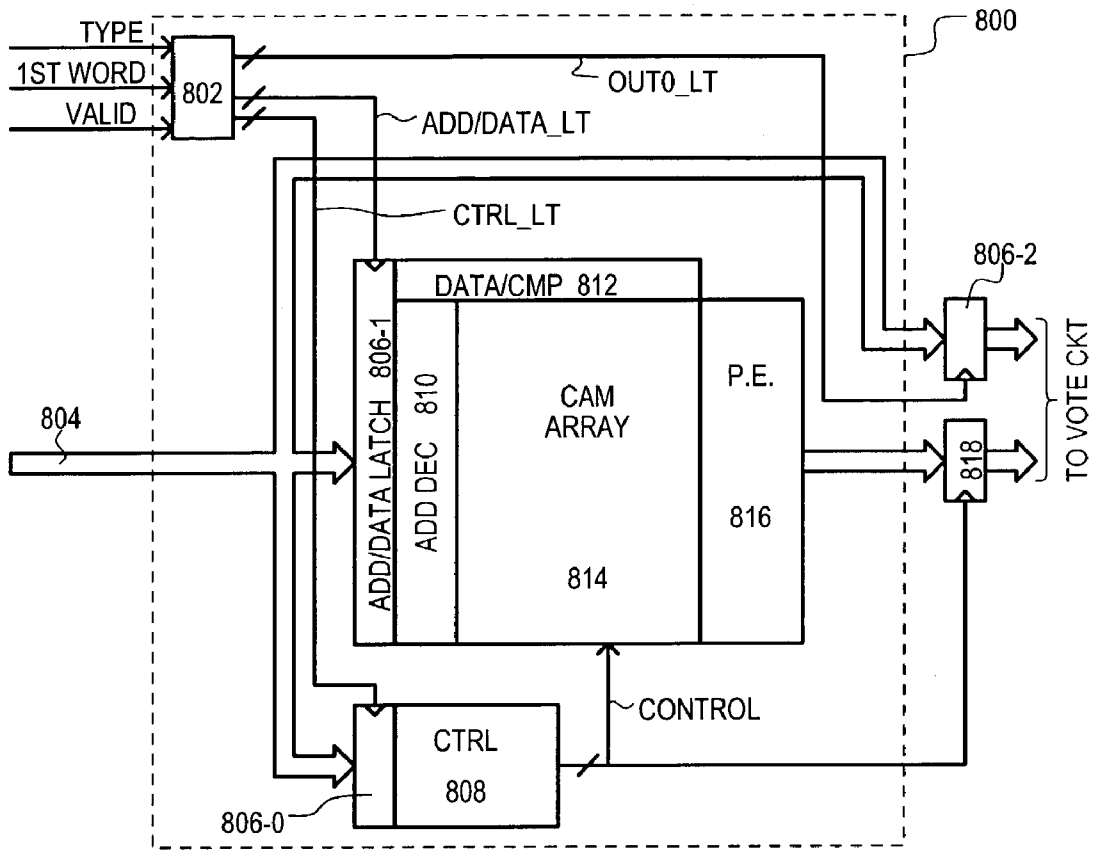 800
TYPE
1ST WORD
VALID
802
OUT0_LT
ADD/DATA_LT
CTRL_LT
806-2
DATA/CMP 812
ADD/DATA LATCH 806-1
ADD DEC 810
CAM
ARRAY
814
P.E.
816
804
818
TO VOTE CKT
CONTROL
CTRL
808
806-0